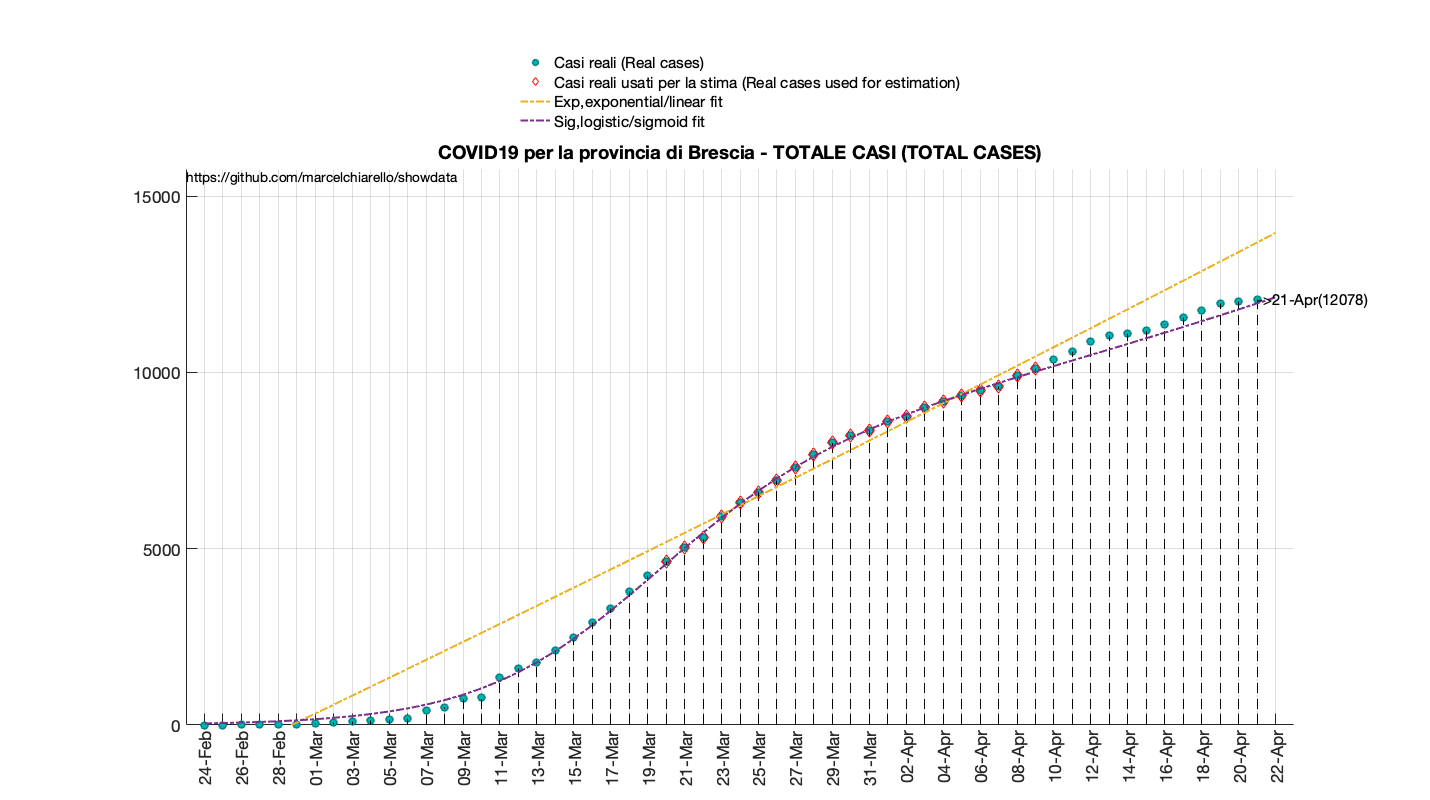 Casi reali (Real cases)
Casi reali usati per la stima (Real cases used for estimation)
Exp,exponential/linear fit
Sig,logistic/sigmoid fit
COVID19 per la provincia di Brescia - TOTALE CASI (TOTAL CASES)
https://github.com/marcelchiarello/showdata
15000
10000
5000
0
->21-Apr(12078)
24-Feb
26-Feb
28-Feb
01-Mar
03-Mar
05-Mar
07-Mar
09-Mar
11-Mar
13-Mar
15-Mar
17-Mar
19-Mar
21-Mar
23-Mar
25-Mar
27-Mar
29-Mar
31-Mar
02-Apr
04-Apr
06-Apr
08-Apr
10-Apr
12-Apr
14-Apr
16-Apr
18-Apr
20-Apr
22-Apr